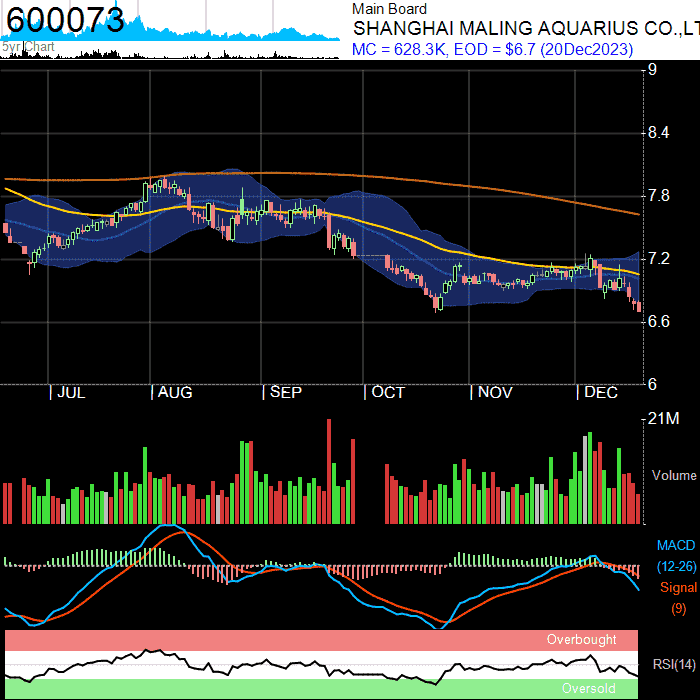 600073
5yr Chart
Main Board
SHANGHAI MALING AQUARIUS CO.,LT
MC = 628.3K, EOD = $6.7 (20Dec2023)
9
8.4
7.8
7.2
6.6
6
JUL AUG SEP OCT NOV DEC
21M
Volume
MACD
(12-26)
Signal
(9)
Overbought
RSI(14)
Oversold